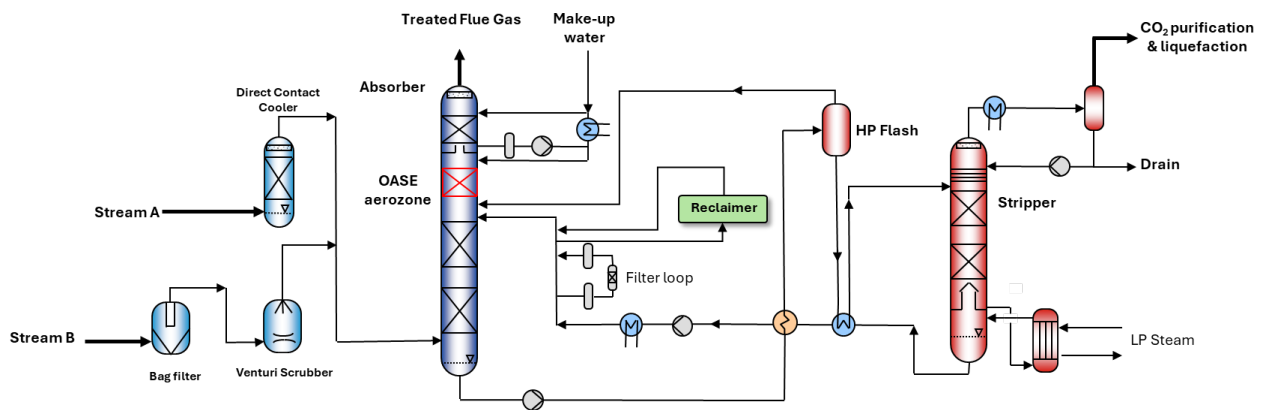 Treated Flue Gas
Make-up
water
CO₂ purification
& liquefaction
Absorber
Direct Contact
Cooler
HP Flash
Drain
OASE
aerozone
Stream A
Reclaimer
Stripper
Filter loop
Stream B
LP Steam
Bag filter
Venturi Scrubber